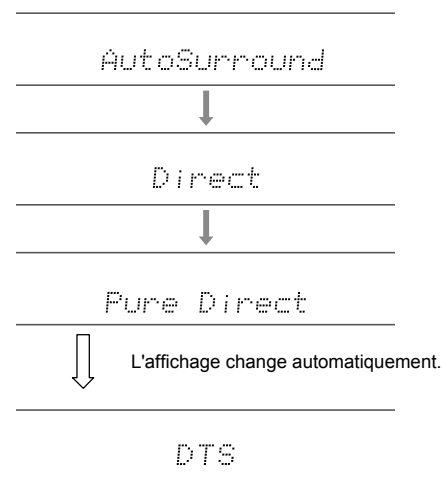 AutoSurround
Direct
Pure Direct
L'affichage change automatiquement.
DTS